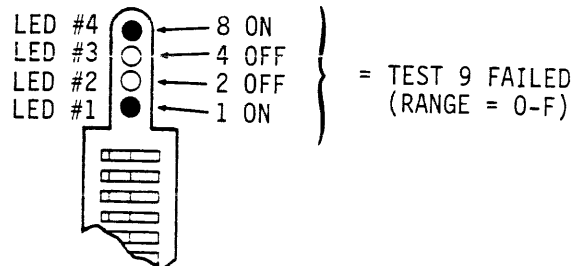 LED #4 8 ON
LED #3 4 OFF
LED #2 2 OFF = TEST 9 FAILED
LED #1 1 ON (RANGE = 0-F)